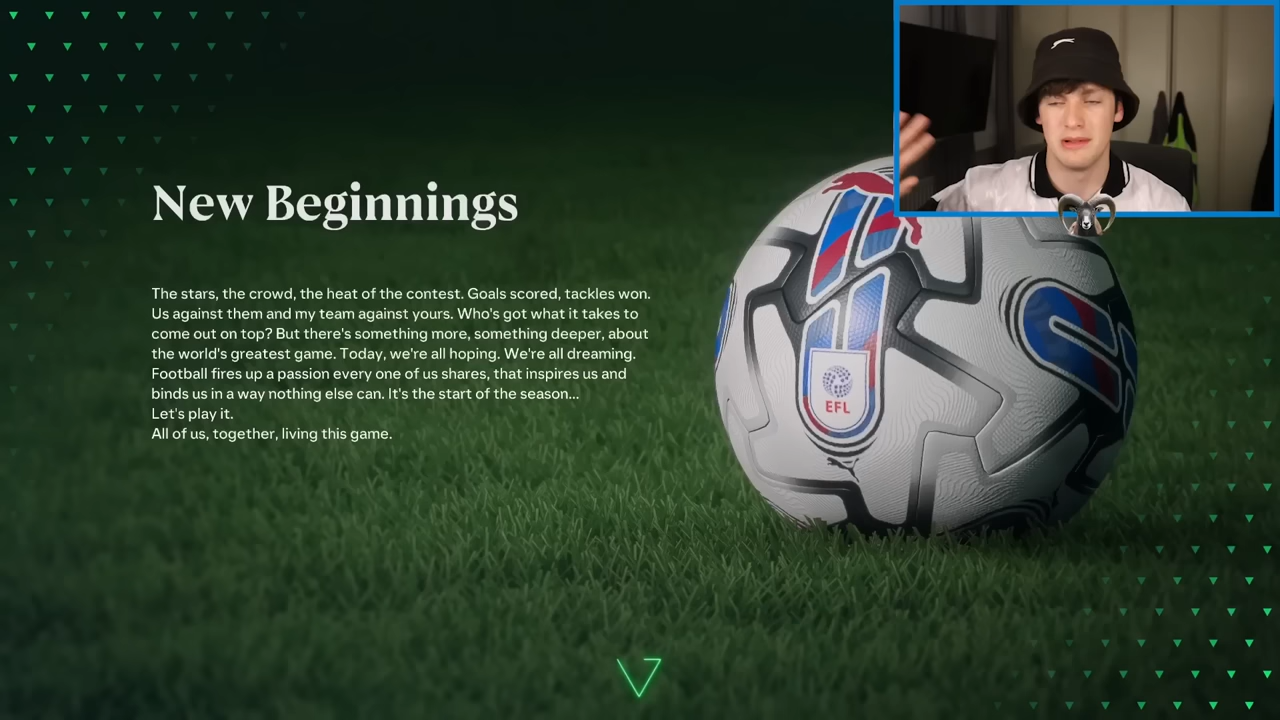 New Beginnings
The stars, the crowd, the heat of the contest. Goals scored, tackles won.
Us against them and my team against yours. Who's got what it takes to
come out on top? But there's something more, something deeper, about
the world's greatest game. Today, we're all hoping. We're all dreaming.
Football fires up a passion every one of us shares, that inspires us and
binds us in a way nothing else can. It's the start of the season...
Let's play it.
All of us, together, living this game.
EFL